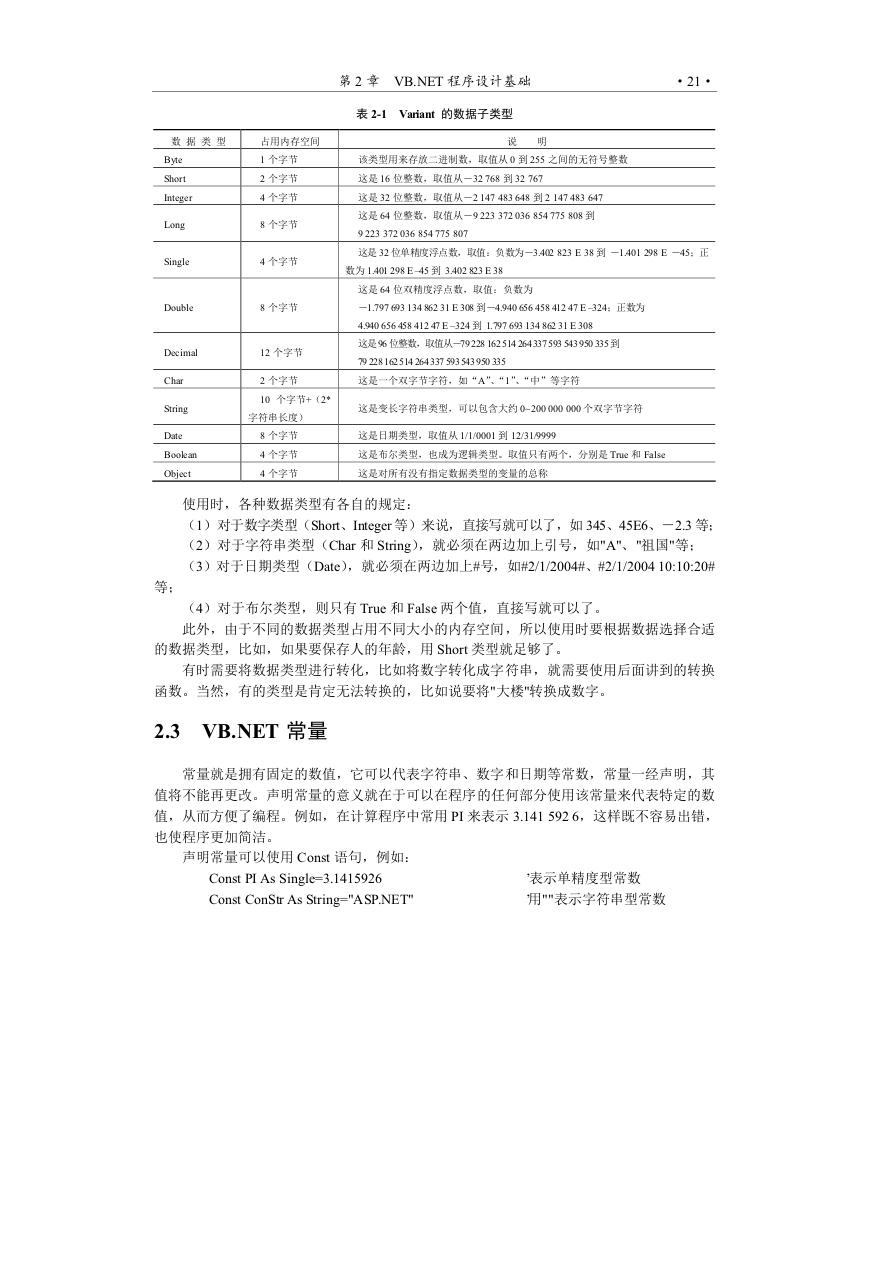 第 2 章　VB.NET 程序设计基础　·21·
表 2-1　Variant 的数据子类型
数 据 类 型　占用内存空间　说　　明
Byte　1 个字节　该类型用来存放二进制数，取值从 0 到 255 之间的无符号整数
Short　2 个字节　这是 16 位整数，取值从－32 768 到 32 767
Integer　4 个字节　这是 32 位整数，取值从－2 147 483 648 到 2 147 483 647
Long　8 个字节　这是 64 位整数，取值从－9 223 372 036 854 775 808 到
9 223 372 036 854 775 807
Single　4 个字节　这是 32 位单精度浮点数，取值：负数为－3.402 823 E 38 到 －1.401 298 E －45；正
数为 1.401 298 E–45 到 3.402 823 E 38
Double　8 个字节　这是 64 位双精度浮点数，取值：负数为
－1.797 693 134 862 31 E 308 到－4.940 656 458 412 47 E –324；正数为
4.940 656 458 412 47 E –324 到 1.797 693 134 862 31 E 308
Decimal　12 个字节　这是 96 位整数，取值从—79 228 162 514 264 337 593 543 950 335 到
79 228 162 514 264 337 593 543 950 335
Char　2 个字节　这是一个双字节字符，如“A”、“1”、“中”等字符
String　10 个字节+（2*
字符串长度）　这是变长字符串类型，可以包含大约 0~200 000 000 个双字节字符
Date　8 个字节　这是日期类型，取值从 1/1/0001 到 12/31/9999
Boolean　4 个字节　这是布尔类型，也成为逻辑类型。取值只有两个，分别是 True 和 False
Object　4 个字节　这是对所有没有指定数据类型的变量的总称
使用时，各种数据类型有各自的规定：
（1）对于数字类型（Short、Integer 等）来说，直接写就可以了，如 345、45E6、－2.3 等；
（2）对于字符串类型（Char 和 String），就必须在两边加上引号，如"A"、"祖国"等；
（3）对于日期类型（Date），就必须在两边加上#号，如#2/1/2004#、#2/1/2004 10:10:20#
等；
（4）对于布尔类型，则只有 True 和 False 两个值，直接写就可以了。
此外，由于不同的数据类型占用不同大小的内存空间，所以使用时要根据数据选择合适
的数据类型，比如，如果要保存人的年龄，用 Short 类型就足够了。
有时需要将数据类型进行转化，比如将数字转化成字符串，就需要使用后面讲到的转换
函数。当然，有的类型是肯定无法转换的，比如说要将"大楼"转换成数字。
2.3　VB.NET 常量
常量就是拥有固定的数值，它可以代表字符串、数字和日期等常数，常量一经声明，其
值将不能再更改。声明常量的意义就在于可以在程序的任何部分使用该常量来代表特定的数
值，从而方便了编程。例如，在计算程序中常用 PI 来表示 3.141 592 6，这样既不容易出错，
也使程序更加简洁。
声明常量可以使用 Const 语句，例如：
Const PI As Single=3.1415926　'表示单精度型常数
Const ConStr As String="ASP.NET"　'用""表示字符串型常数